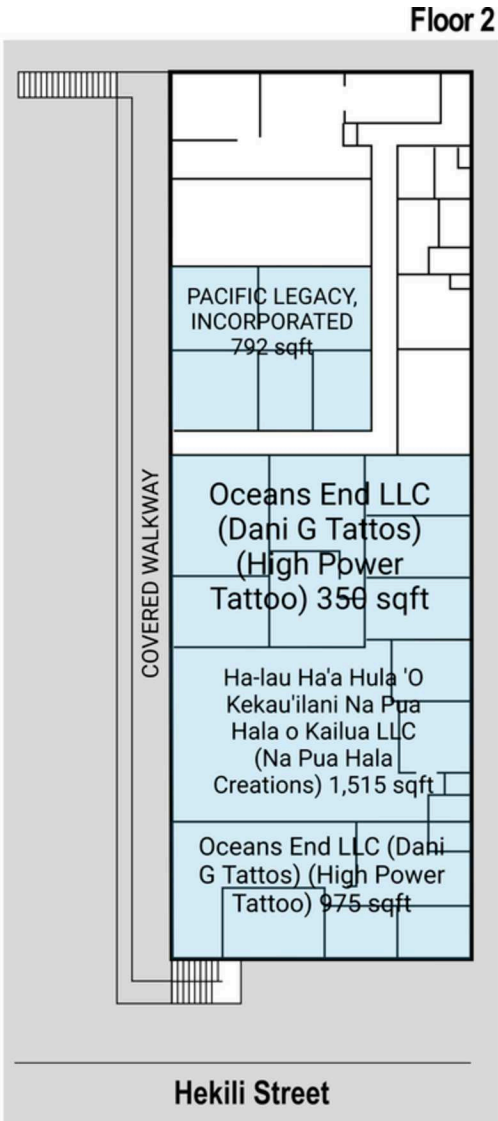 Floor 2
PACIFIC LEGACY,
INCORPORATED
792 sqft
COVERED WALKWAY
Oceans End LLC
(Dani G Tattos)
(High Power
Tattoo) 350 sqft
Ha-lau Ha'a Hula 'O
Kekau'ilani Na Pua
Hala o Kailua LLC
(Na Pua Hala
Creations) 1,515 sqft
Oceans End LLC (Dani
G Tattos) (High Power
Tattoo) 975 sqft
Hekili Street